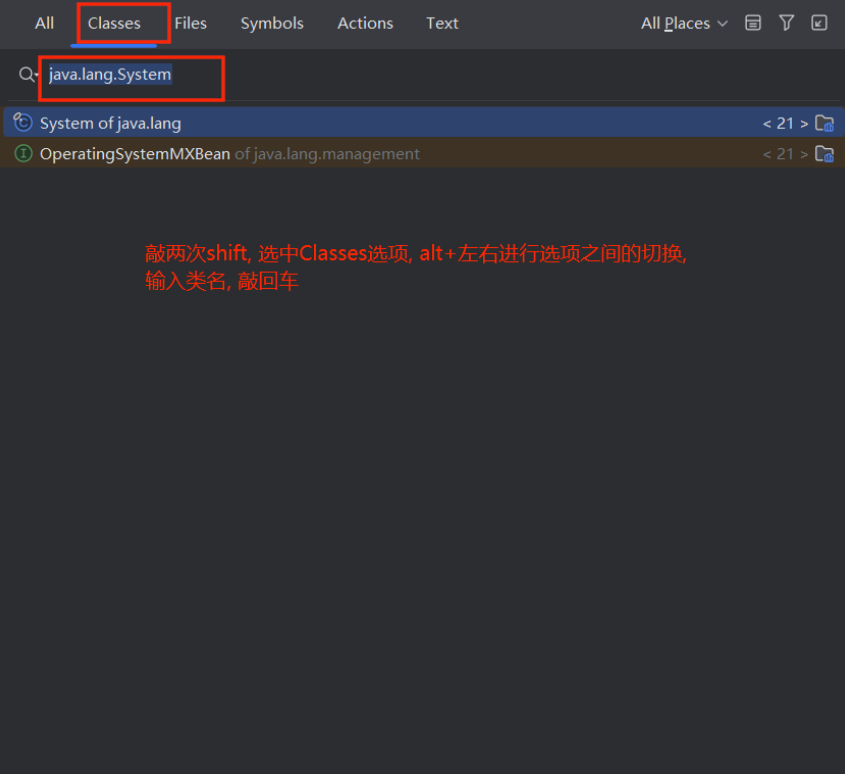 All Classes Files Symbols Actions Text All Places
java.lang.System
System of java.lang < 21 >
OperatingSystemMXBean of java.lang.management < 21 >
敲两次shift, 选中Classes选项, alt+左右进行选项之间的切换,
输入类名, 敲回车